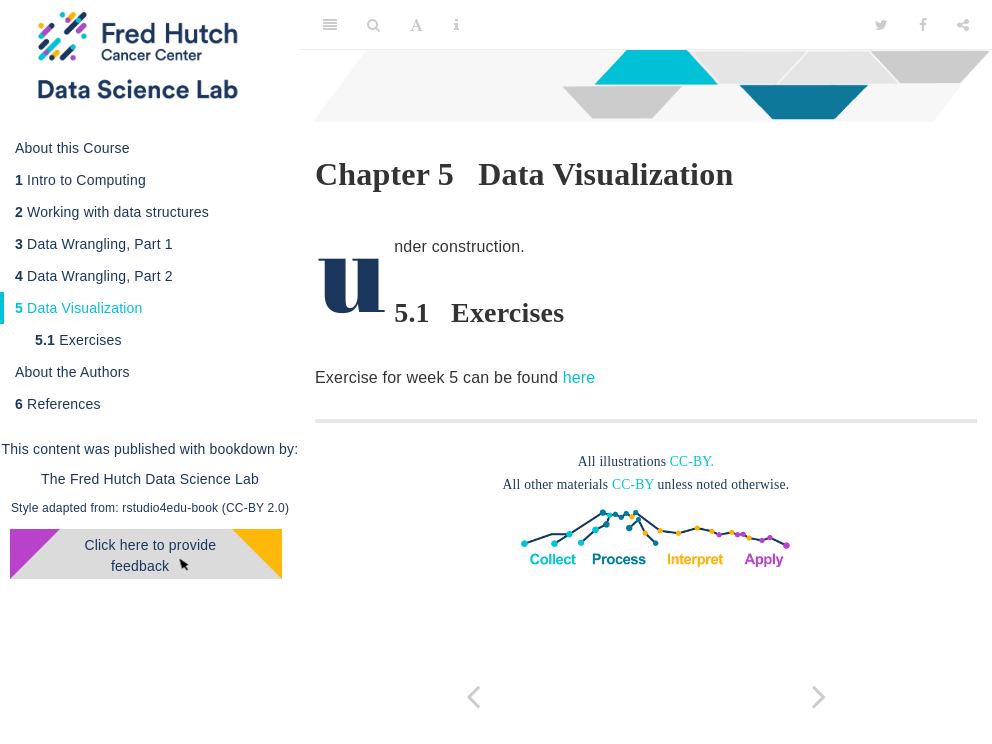 Fred Hutch
Cancer Center
Data Science Lab
About this Course
1 Intro to Computing
2 Working with data structures
3 Data Wrangling, Part 1
4 Data Wrangling, Part 2
5 Data Visualization
5.1 Exercises
About the Authors
6 References
This content was published with bookdown by:
The Fred Hutch Data Science Lab
Style adapted from: rstudio4edu-book (CC-BY 2.0)
Click here to provide
feedback
A
i
Chapter 5 Data Visualization
under construction.
5.1 Exercises
Exercise for week 5 can be found here
All illustrations CC-BY.
All other materials CC-BY unless noted otherwise.
Collect Process Interpret Apply